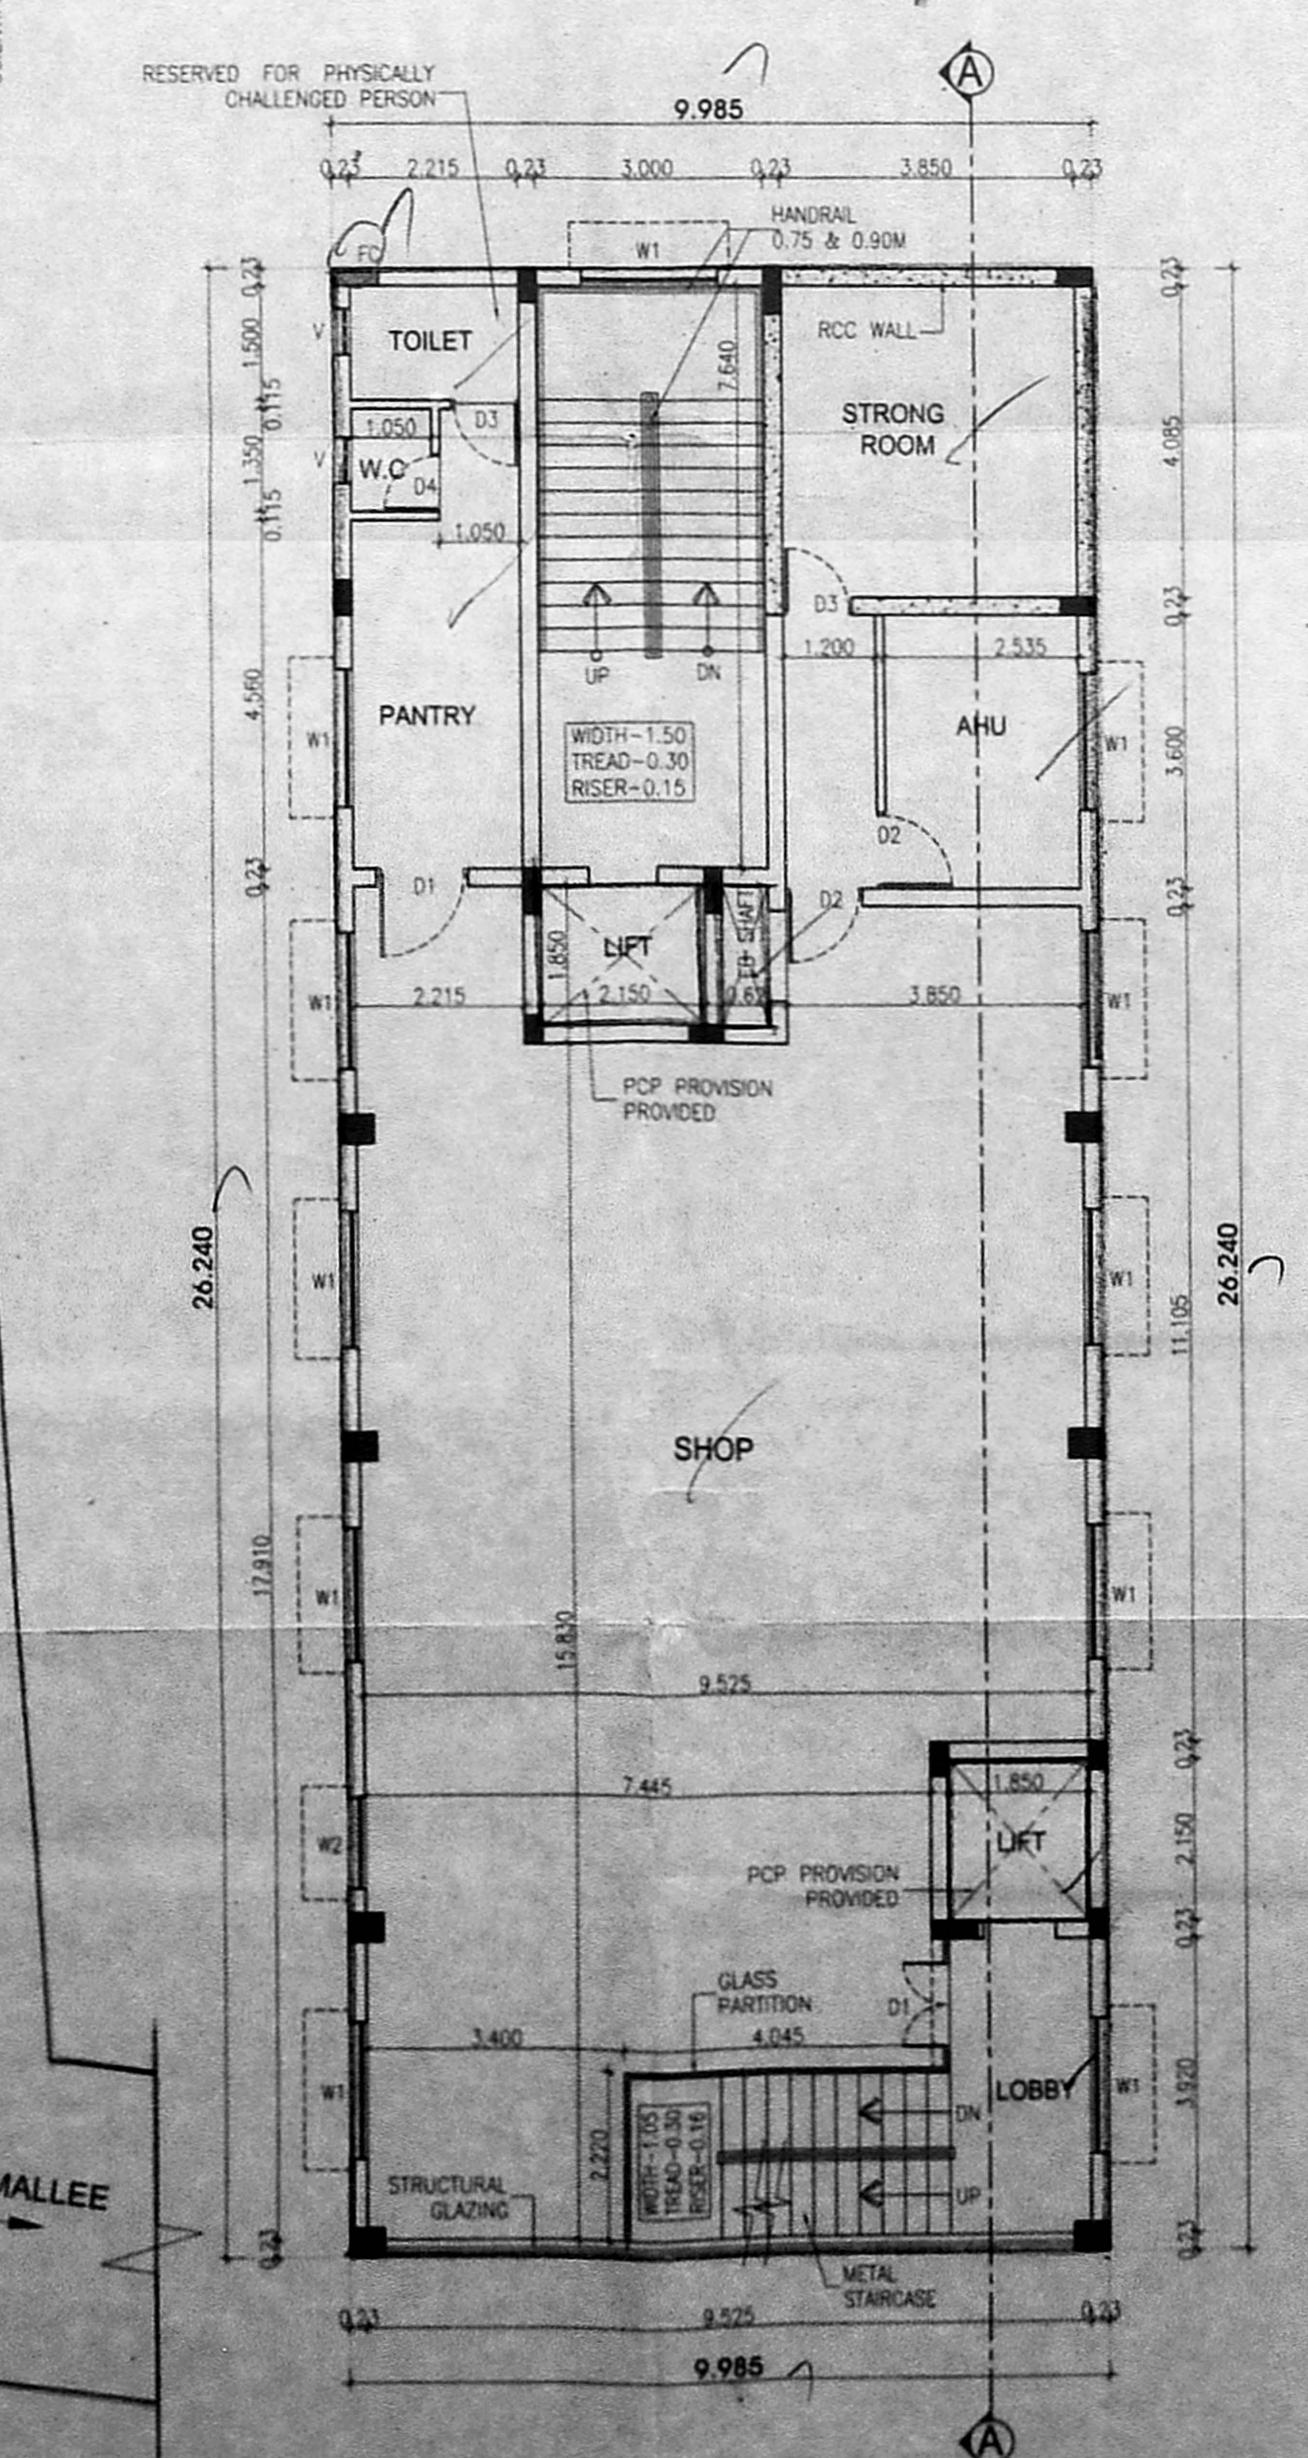 RESERVED FOR PHYSICALLY
CHALLENGED PERSON
A
9.985
0.23
2.215
0.23
3.000
0.23
3.850
0.23
HANDRAIL
0.75 & 0.90M
W1
FC
0.23
0.23
V
TOILET
RCC WALL
1.500
7.640
STRONG
ROOM
0.115
1.050
D3
4.085
V
W.C
D4
1.350
0.115
1.050
D3
0.23
1.200
2.535
UP
DN
PANTRY
4.560
W1
WIDTH-1.50
TREAD-0.30
RISER-0.15
AHU
W1
3.600
D2
0.23
D1
D2
0.23
LIFT
1.850
EB SHAFT
W1
2.215
2.150
3.850
W1
PCP PROVISION
PROVIDED
26.240
W1
W1
26.240
11.105
SHOP
17.910
W1
W1
15.830
9.525
0.23
7.445
1.850
W2
LIFT
2.150
PCP PROVISION
PROVIDED
0.23
GLASS
PARTITION
D1
3.400
4.045
W1
LOBBY
W1
3.920
DN
2.220
WIDTH-1.05
TREAD-0.30
RISER-0.16
STRUCTURAL
GLAZING
UP
MALLEE
0.23
0.23
METAL
STAIRCASE
0.23
9.525
0.23
9.985
A